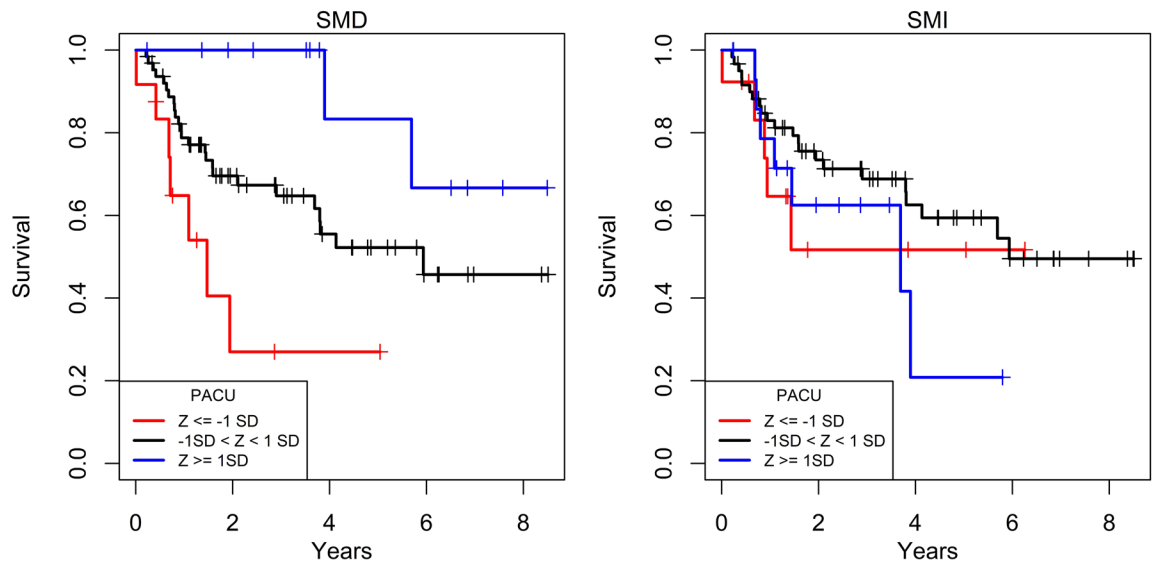 SMD
Survival
1.0
0.8
0.6
0.4
0.2
0.0
PACU
Z <= -1 SD
-1SD < Z < 1 SD
Z >= 1SD
0 2 4 6 8
Years
SMI
Survival
1.0
0.8
0.6
0.4
0.2
0.0
PACU
Z <= -1 SD
-1SD < Z < 1 SD
Z >= 1SD
0 2 4 6 8
Years